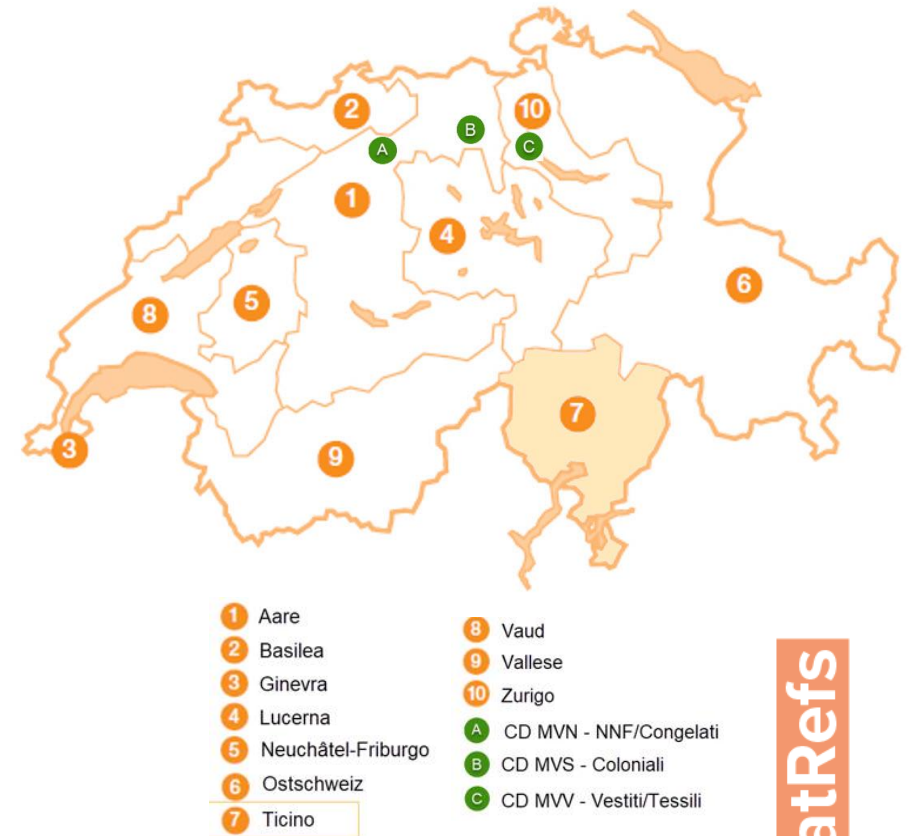 2
10
B
A
C
1
4
5
6
8
7
3
9
1 Aare
2 Basilea
3 Ginevra
4 Lucerna
5 Neuchâtel-Friburgo
6 Ostschweiz
7 Ticino
8 Vaud
9 Vallese
10 Zurigo
A CD MVN - NNF/Congelati
B CD MVS - Coloniali
C CD MVV - Vestiti/Tessili
atRefs